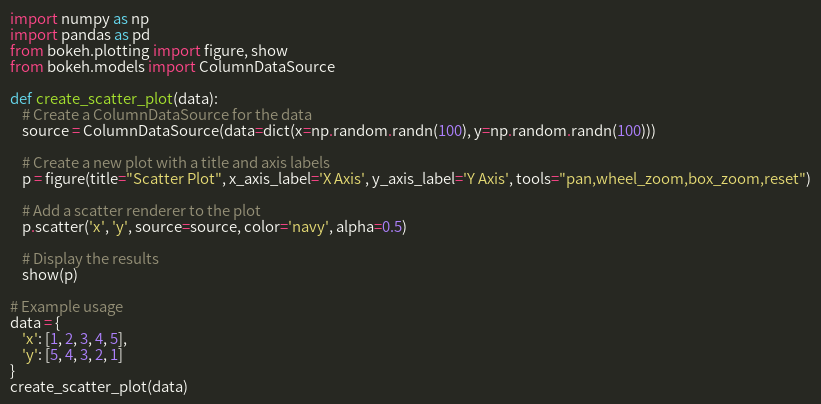 import numpy as np
import pandas as pd
from bokeh.plotting import figure, show
from bokeh.models import ColumnDataSource

def create_scatter_plot(data):
    # Create a ColumnDataSource for the data
    source = ColumnDataSource(data=dict(x=np.random.randn(100), y=np.random.randn(100)))

    # Create a new plot with a title and axis labels
    p = figure(title="Scatter Plot", x_axis_label='X Axis', y_axis_label='Y Axis', tools="pan,wheel_zoom,box_zoom,reset")

    # Add a scatter renderer to the plot
    p.scatter('x', 'y', source=source, color='navy', alpha=0.5)

    # Display the results
    show(p)

# Example usage
data = {
    'x': [1, 2, 3, 4, 5],
    'y': [5, 4, 3, 2, 1]
}
create_scatter_plot(data)